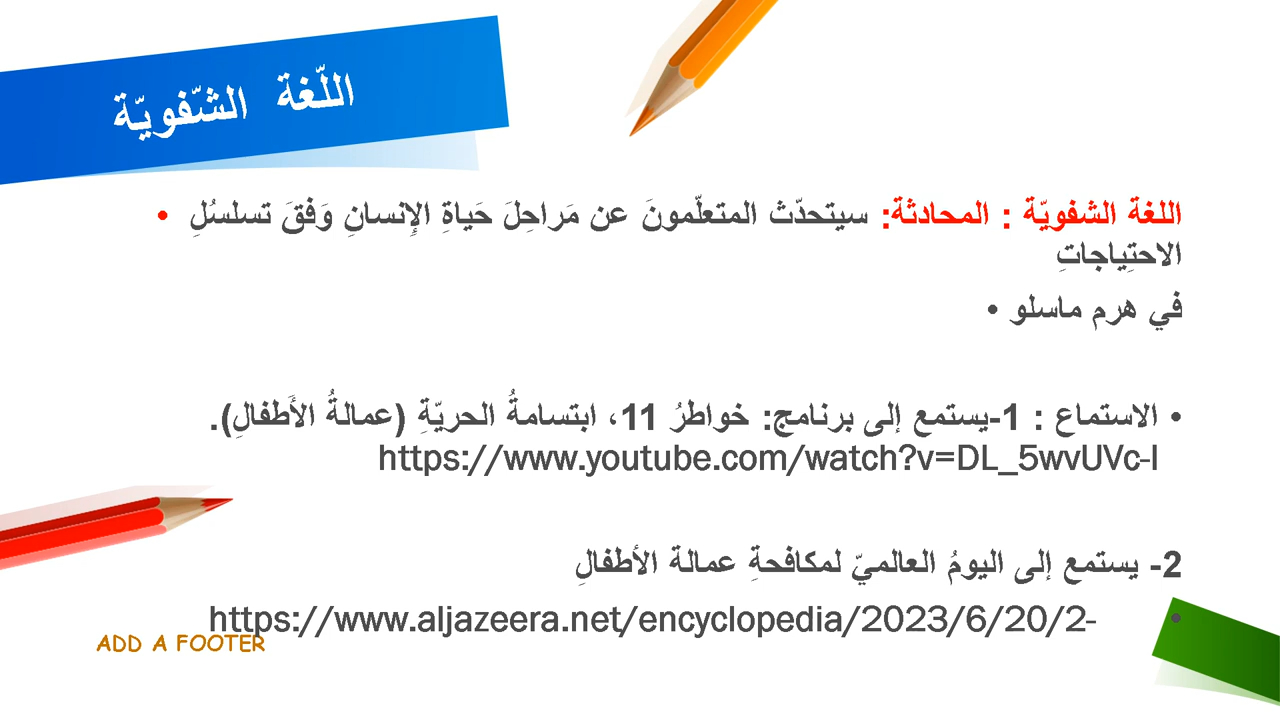 اللّغة الشّفويّة
اللغة الشفويّة : المحادثة: سيتحدّث المتعلّمونَ عن مَراحِلَ حَياةِ الإِنسانِ وَفقَ تسلسُلِ •
الاحتِياجاتِ
في هرم ماسلو •
• الاستماع : 1-يستمع إلى برنامج: خواطرُ 11، ابتسامةُ الحريّةِ (عمالةُ الأَطفالِ).
https://www.youtube.com/watch?v=DL_5wvUVc-I
2- يستمع إلى اليومُ العالميّ لمكافحةِ عمالة الأطفالِ
• https://www.aljazeera.net/encyclopedia/2023/6/20/2-
ADD A FOOTER